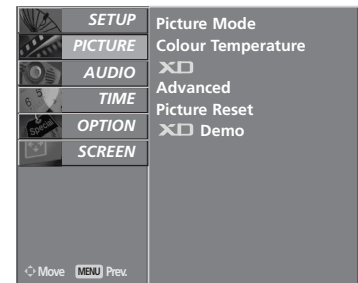 SETUP
PICTURE
AUDIO
TIME
OPTION
Special
SCREEN
Move MENU Prev.
Picture Mode
Colour Temperature
XD
Advanced
Picture Reset
XD Demo